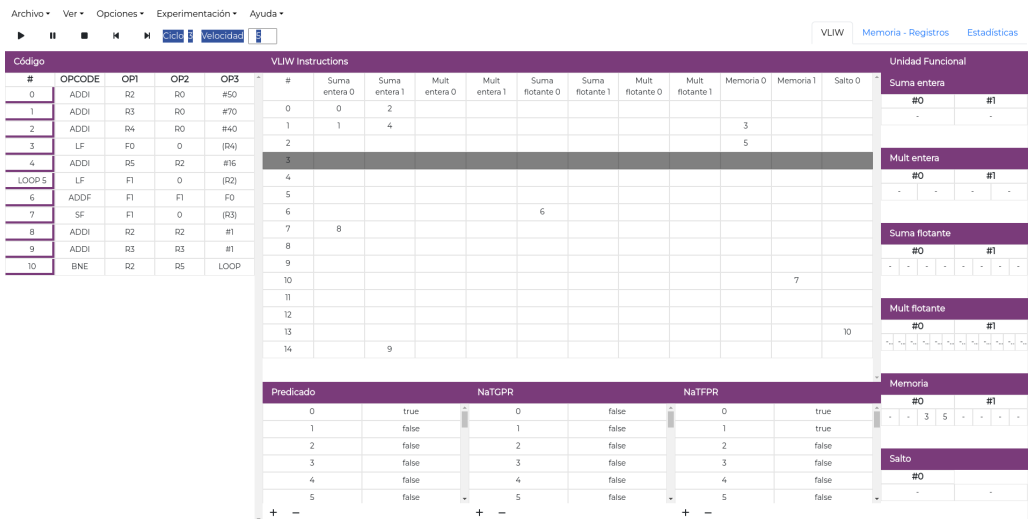 Archivo Ver Opciones Experimentación Ayuda
Ciclo 3 Velocidad 5
VLIW Memoria - Registros Estadísticas
Código
# OPCODE OP1 OP2 OP3
0 ADDI R2 R0 #50
1 ADDI R3 R0 #70
2 ADDI R4 R0 #40
3 LF F0 0 (R4)
4 ADDI R5 R2 #16
LOOP 5 LF F1 0 (R2)
6 ADDF F1 F1 F0
7 SF F1 0 (R3)
8 ADDI R2 R2 #1
9 ADDI R3 R3 #1
10 BNE R2 R5 LOOP
VLIW Instructions
# Suma entera 0 Suma entera 1 Mult entera 0 Mult entera 1 Suma flotante 0 Suma flotante 1 Mult flotante 0 Mult flotante 1 Memoria 0 Memoria 1 Salto 0
0 0 2
1 1 4 3
2 5
3
4
5
6 6
7 8
8
9
10 7
11
12
13 10
14 9
Predicado
0 true
1 false
2 false
3 false
4 false
5 false
+ −
NaTGPR
0 false
1 false
2 false
3 false
4 false
5 false
+ −
NaTFPR
0 true
1 true
2 false
3 false
4 false
5 false
+ −
Unidad Funcional
Suma entera
#0 #1
- -
Mult entera
#0 #1
- - - -
Suma flotante
#0 #1
- - - - - - - -
Mult flotante
#0 #1
-.. -.. -.. -.. -.. -.. -.. -.. -.. -.. -.. -..
Memoria
#0 #1
- - 3 5 - - - -
Salto
#0
- -